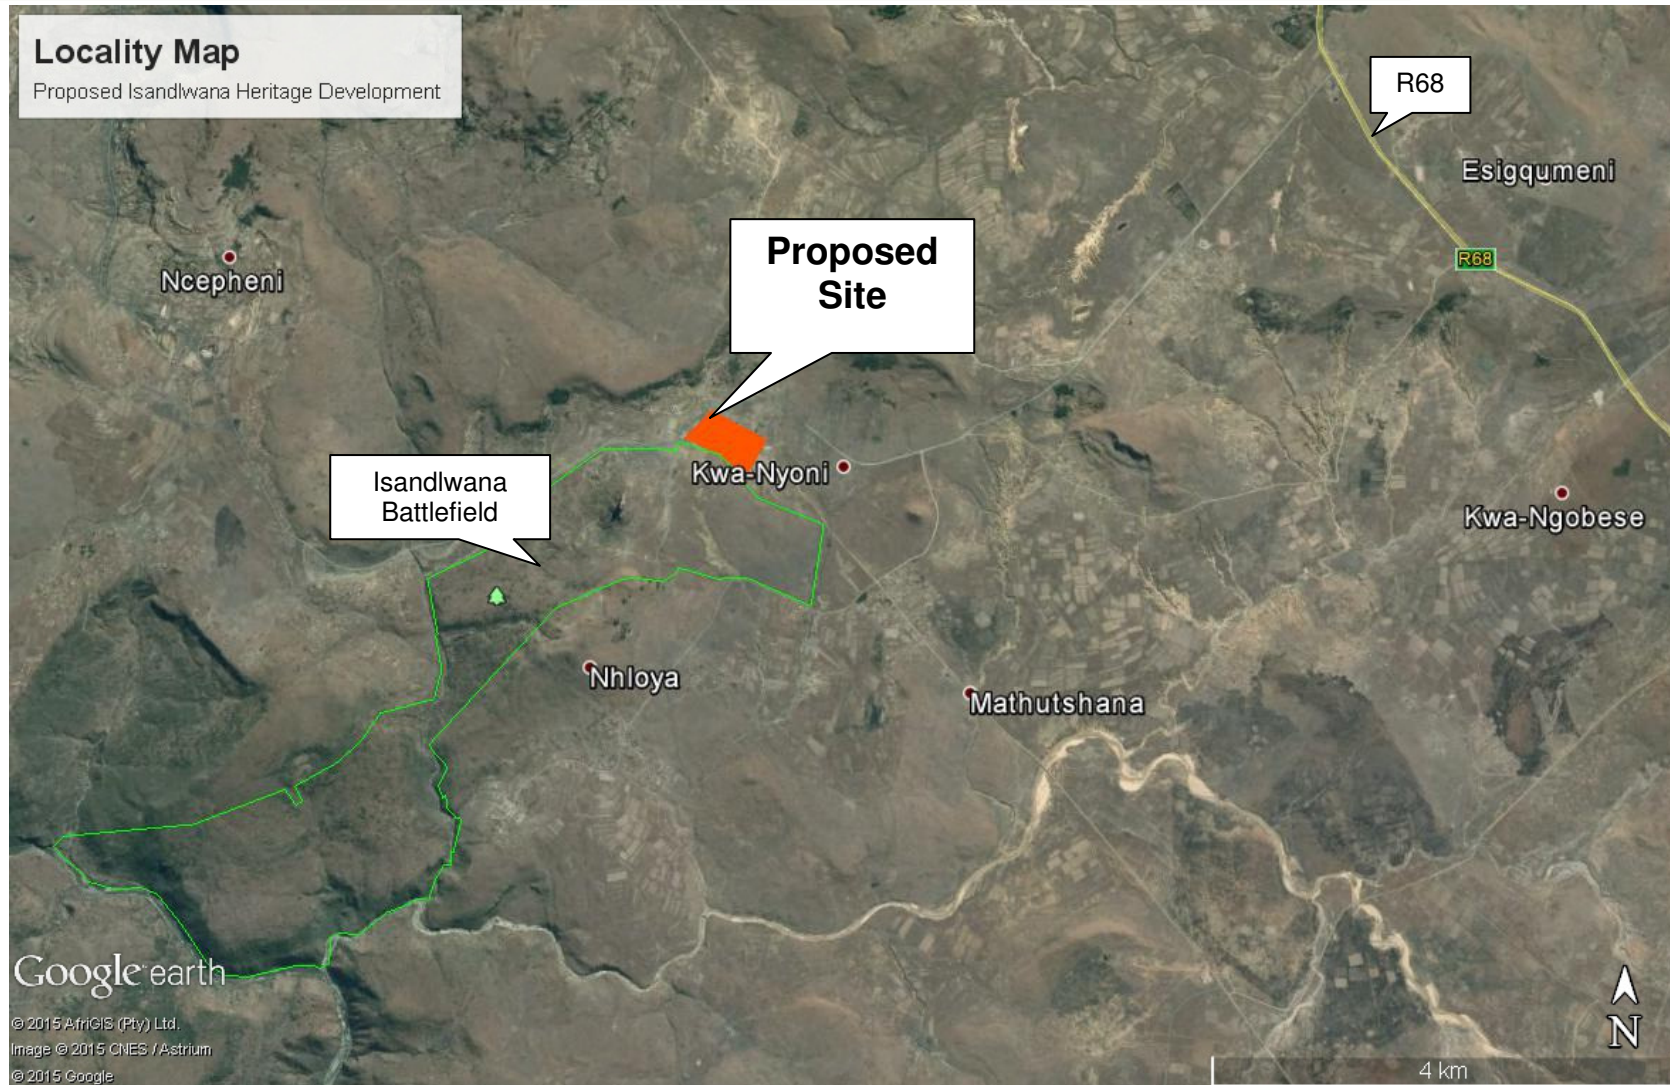 Locality Map
Proposed Isandlwana Heritage Development
R68
Esigqumeni
Proposed
Site
R68
Ncepheni
Isandlwana
Battlefield
Kwa-Nyoni
Kwa-Ngobese
Nhloya
Mathutshana
Google earth
© 2015 AfriGIS (Pty) Ltd.
Image © 2015 CNES / Astrium
© 2015 Google
N
4 km